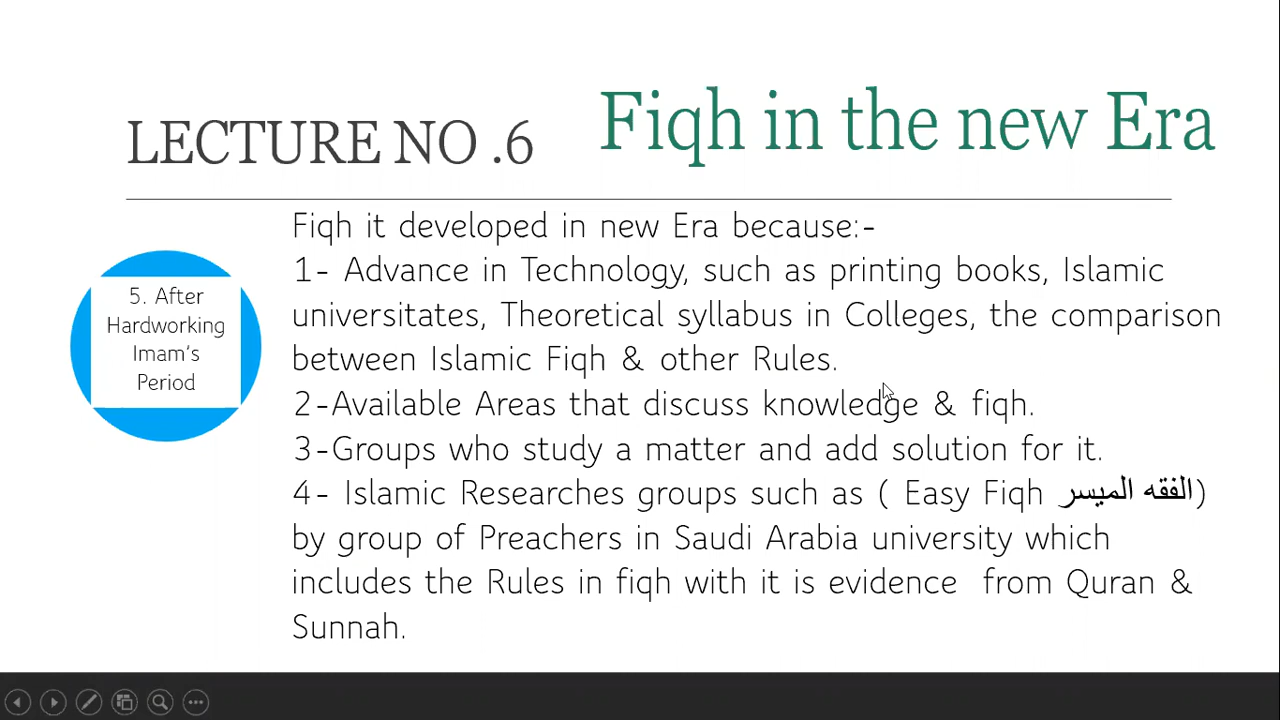 LECTURE NO .6
Fiqh in the new Era
5. After
Hardworking
Imam's
Period
Fiqh it developed in new Era because:-
1- Advance in Technology, such as printing books, Islamic
universitates, Theoretical syllabus in Colleges, the comparison
between Islamic Fiqh & other Rules.
2-Available Areas that discuss knowledge & fiqh.
3-Groups who study a matter and add solution for it.
4- Islamic Researches groups such as ( Easy Fiqh الفقه الميسر)
by group of Preachers in Saudi Arabia university which
includes the Rules in fiqh with it is evidence from Quran &
Sunnah.